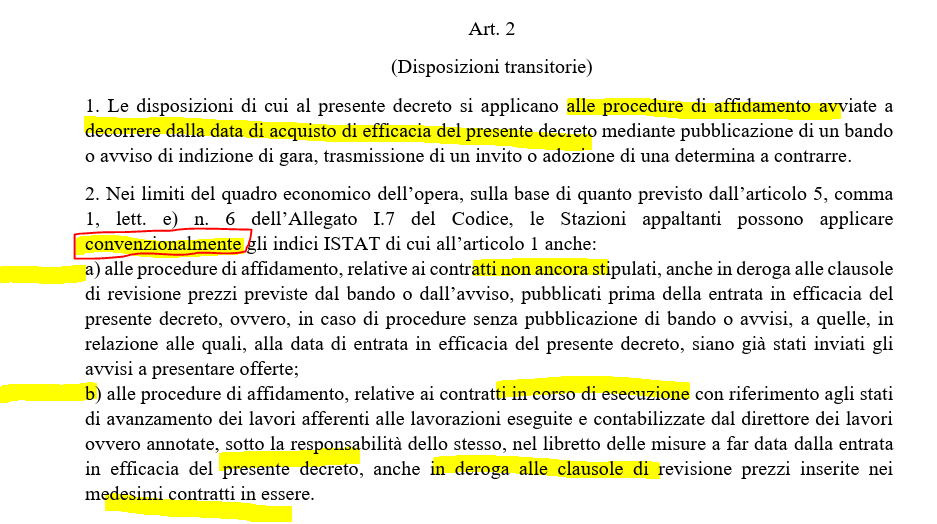 Art. 2
(Disposizioni transitorie)
1. Le disposizioni di cui al presente decreto si applicano alle procedure di affidamento avviate a
decorrere dalla data di acquisto di efficacia del presente decreto mediante pubblicazione di un bando
o avviso di indizione di gara, trasmissione di un invito o adozione di una determina a contrarre.
2. Nei limiti del quadro economico dell’opera, sulla base di quanto previsto dall’articolo 5, comma
1, lett. e) n. 6 dell’Allegato I.7 del Codice, le Stazioni appaltanti possono applicare
convenzionalmente gli indici ISTAT di cui all’articolo 1 anche:
a) alle procedure di affidamento, relative ai contratti non ancora stipulati, anche in deroga alle clausole
di revisione prezzi previste dal bando o dall’avviso, pubblicati prima della entrata in efficacia del
presente decreto, ovvero, in caso di procedure senza pubblicazione di bando o avvisi, a quelle, in
relazione alle quali, alla data di entrata in efficacia del presente decreto, siano già stati inviati gli
avvisi a presentare offerte;
b) alle procedure di affidamento, relative ai contratti in corso di esecuzione con riferimento agli stati
di avanzamento dei lavori afferenti alle lavorazioni eseguite e contabilizzate dal direttore dei lavori
ovvero annotate, sotto la responsabilità dello stesso, nel libretto delle misure a far data dalla entrata
in efficacia del presente decreto, anche in deroga alle clausole di revisione prezzi inserite nei
medesimi contratti in essere.